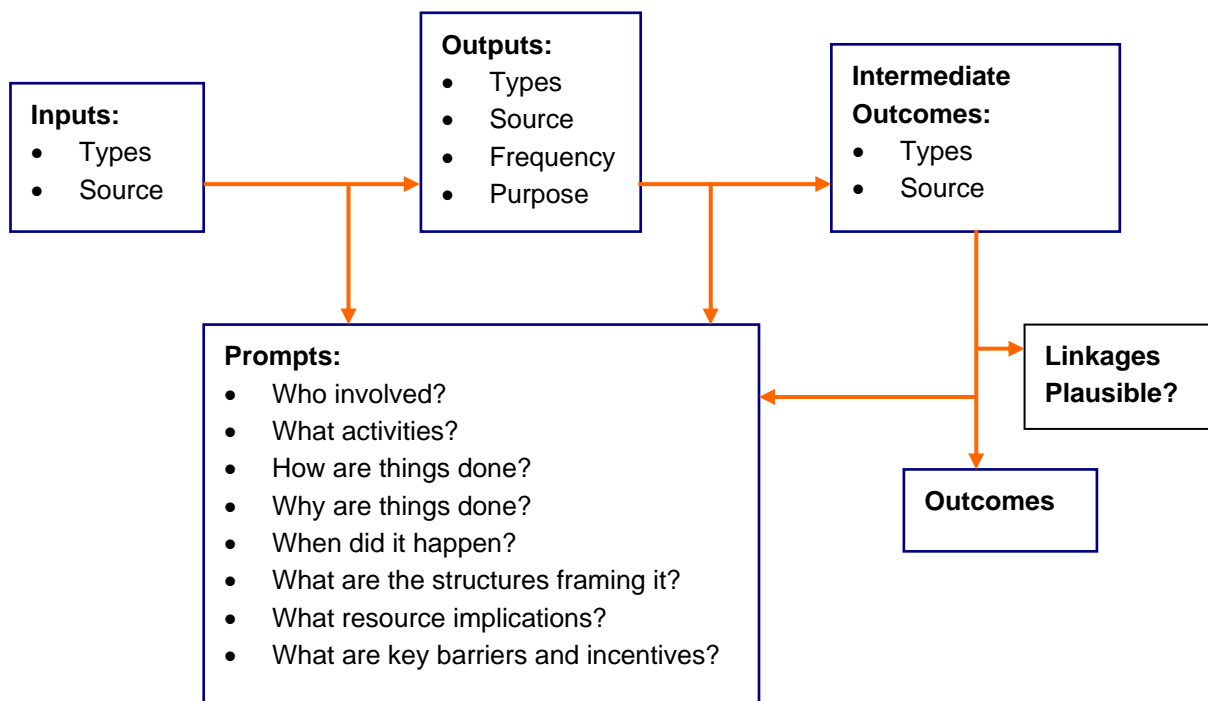 Inputs:
• Types
• Source
Outputs:
• Types
• Source
• Frequency
• Purpose
Intermediate
Outcomes:
• Types
• Source
Prompts:
• Who involved?
• What activities?
• How are things done?
• Why are things done?
• When did it happen?
• What are the structures framing it?
• What resource implications?
• What are key barriers and incentives?
Linkages
Plausible?
Outcomes